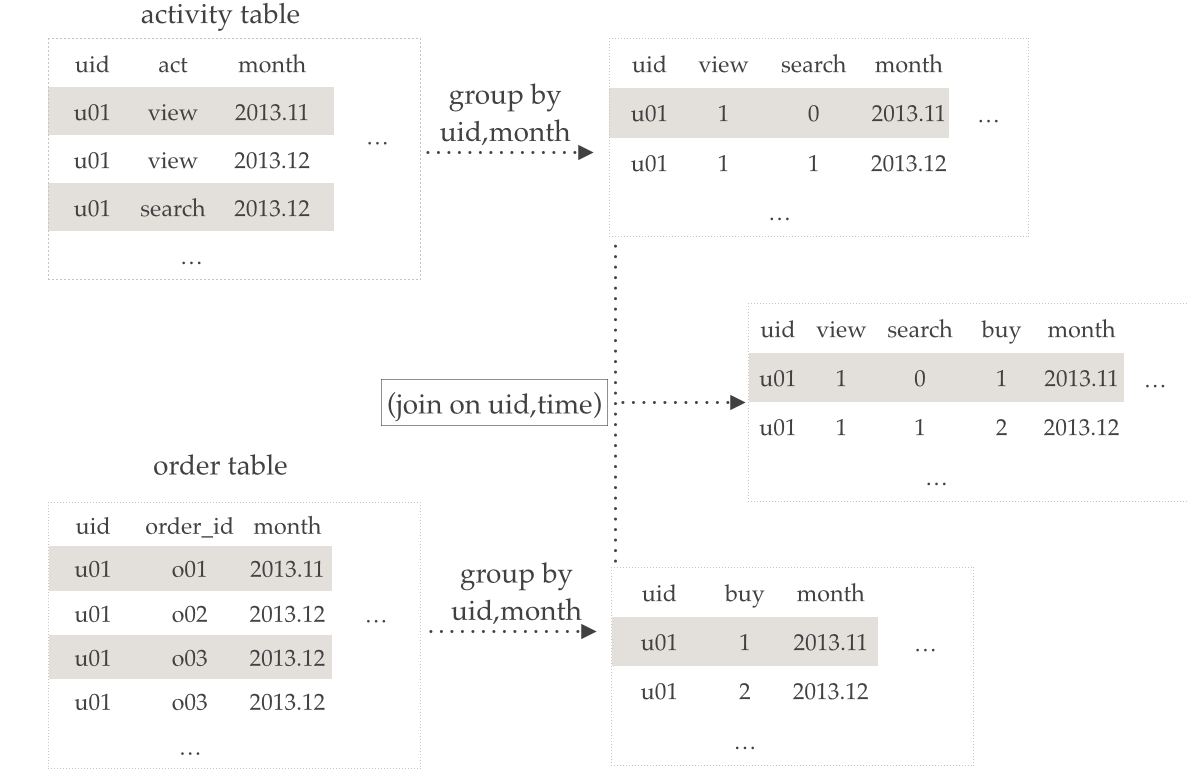 activity table
uid act month
u01 view 2013.11
u01 view 2013.12
u01 search 2013.12
...
...
group by
uid,month
uid view search month
u01 1 0 2013.11
u01 1 1 2013.12
...
...
(join on uid,time)
uid view search buy month
u01 1 0 1 2013.11
u01 1 1 2 2013.12
...
...
order table
uid order_id month
u01 o01 2013.11
u01 o02 2013.12
u01 o03 2013.12
u01 o03 2013.12
...
...
group by
uid,month
uid buy month
u01 1 2013.11
u01 2 2013.12
...
...